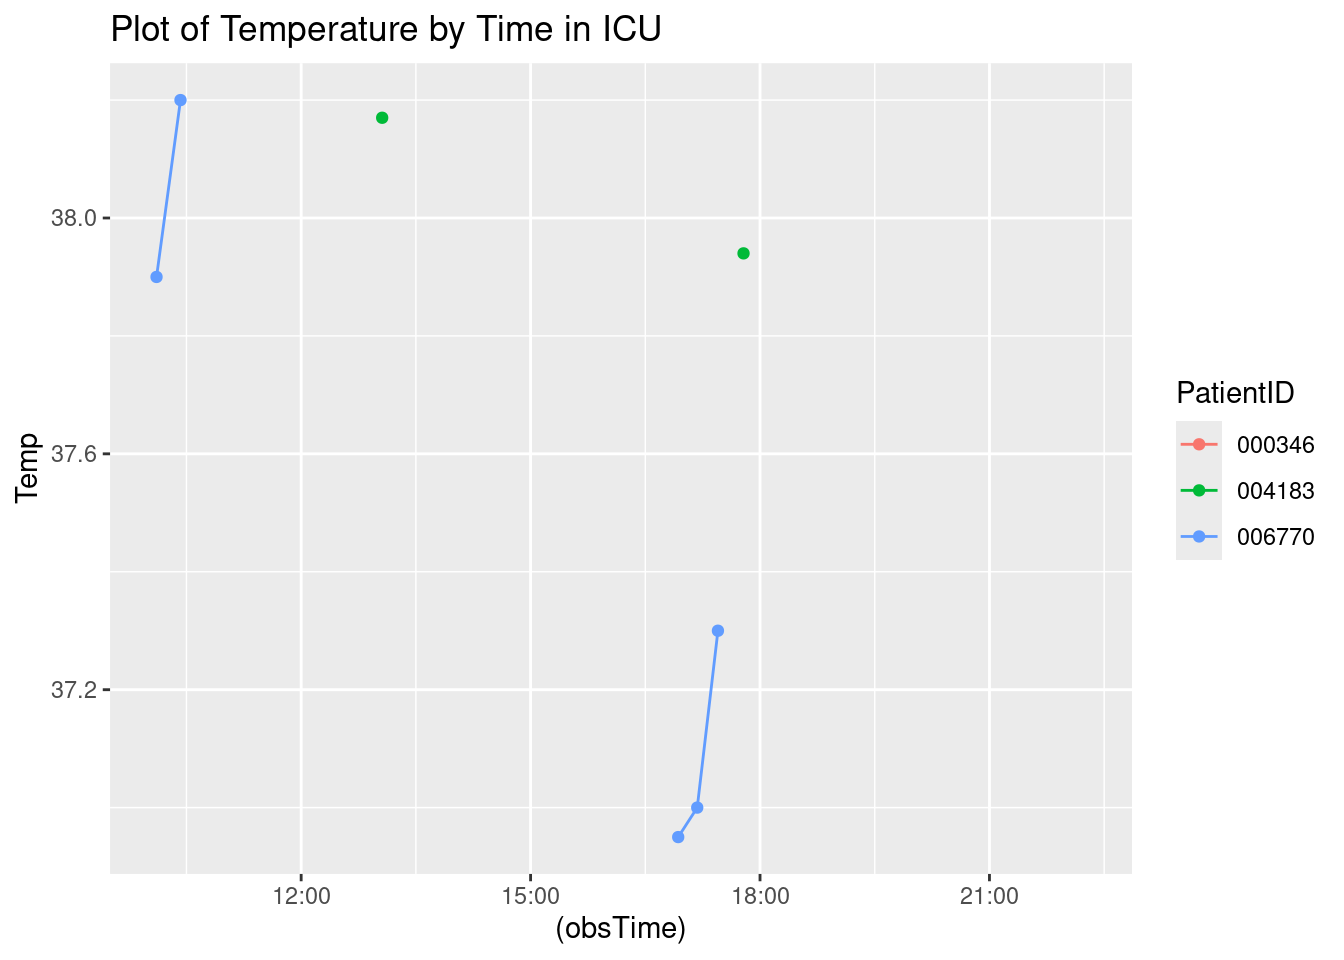 Plot of Temperature by Time in ICU
38.0
37.6
37.2
Temp
12:00
15:00
18:00
21:00
(obsTime)
PatientID
000346
004183
006770